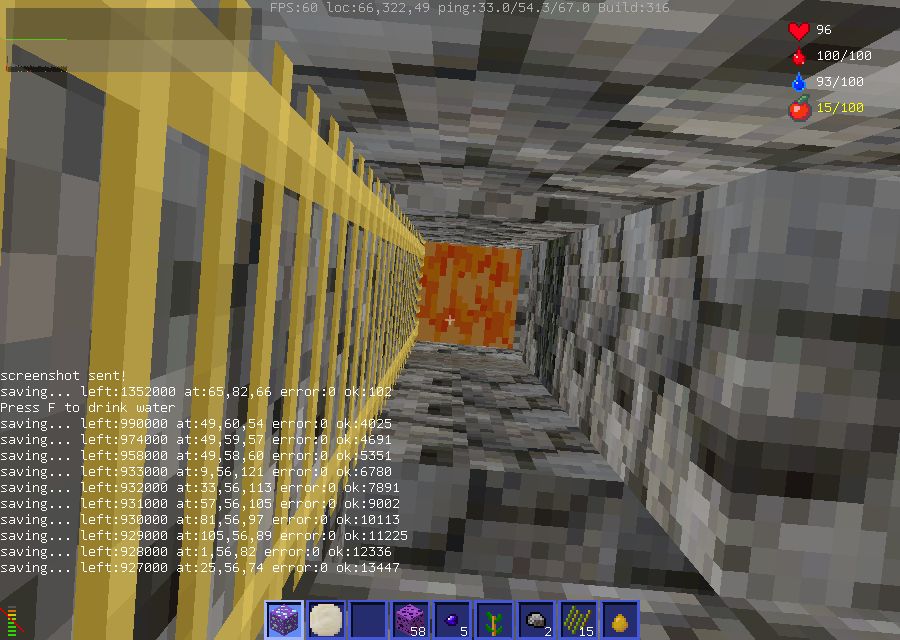 FPS:60 loc:66,322,49 ping:33.0/54.3/67.0 Build:316
96
100/100
93/100
15/100
screenshot sent!
saving... left:1352000 at:65,82,66 error:0 ok:102
Press F to drink water
saving... left:990000 at:49,60,54 error:0 ok:4025
saving... left:974000 at:49,59,57 error:0 ok:4691
saving... left:958000 at:49,58,60 error:0 ok:5351
saving... left:933000 at:9,56,121 error:0 ok:6780
saving... left:932000 at:33,56,113 error:0 ok:7891
saving... left:931000 at:57,56,105 error:0 ok:9002
saving... left:930000 at:81,56,97 error:0 ok:10113
saving... left:929000 at:105,56,89 error:0 ok:11225
saving... left:928000 at:1,56,82 error:0 ok:12336
saving... left:927000 at:25,56,74 error:0 ok:13447
58 5 2 15